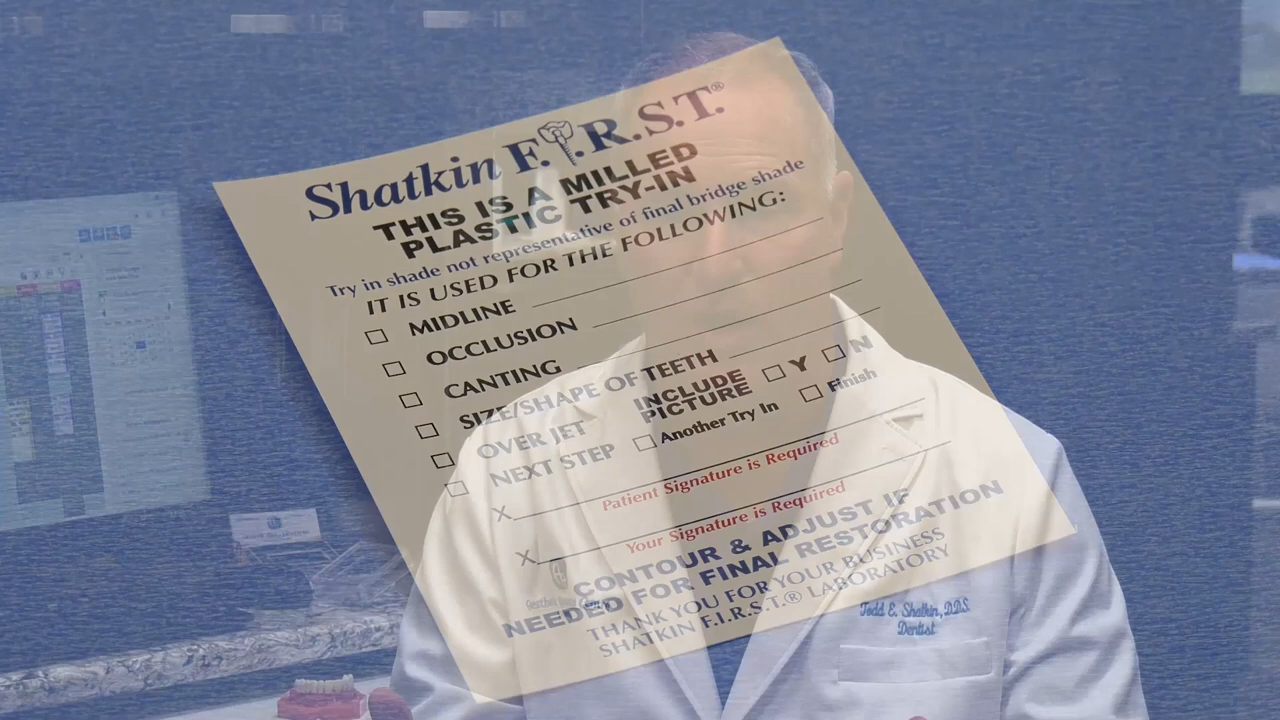 Shatkin F.I.R.S.T.®
THIS IS A MILLED
PLASTIC TRY-IN
Try in shade not representative of final bridge shade
IT IS USED FOR THE FOLLOWING:
MIDLINE
OCCLUSION
CANTING
SIZE/SHAPE OF TEETH
OVER JET INCLUDE PICTURE Y N
NEXT STEP Another Try In Finish
X
Patient Signature is Required
X
Your Signature is Required
CONTOUR & ADJUST IF
NEEDED FOR FINAL RESTORATION
THANK YOU FOR YOUR BUSINESS
SHATKIN F.I.R.S.T.® LABORATORY
Todd E. Shatkin, D.D.S.
Dentist